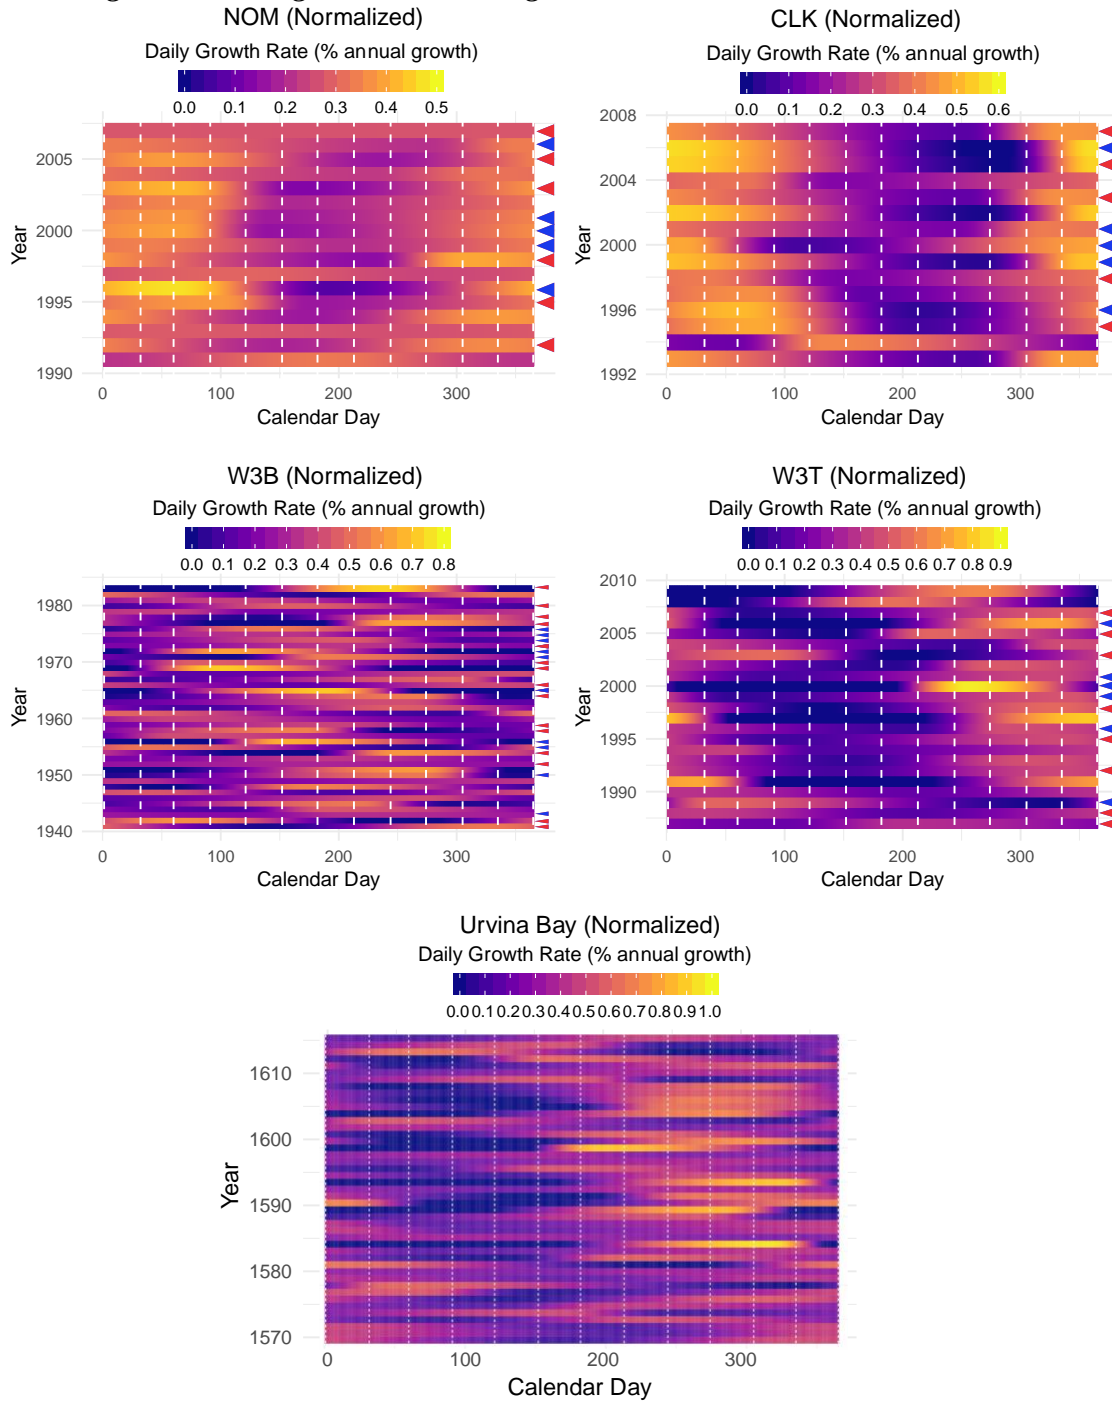 NOM (Normalized)
Daily Growth Rate (% annual growth)
0.0 0.1 0.2 0.3 0.4 0.5
2005
2000
1995
1990
Year
0 100 200 300
Calendar Day
CLK (Normalized)
Daily Growth Rate (% annual growth)
0.0 0.1 0.2 0.3 0.4 0.5 0.6
2008
2004
2000
1996
1992
Year
0 100 200 300
Calendar Day
W3B (Normalized)
Daily Growth Rate (% annual growth)
0.0 0.1 0.2 0.3 0.4 0.5 0.6 0.7 0.8
1980
1970
1960
1950
1940
Year
0 100 200 300
Calendar Day
W3T (Normalized)
Daily Growth Rate (% annual growth)
0.0 0.1 0.2 0.3 0.4 0.5 0.6 0.7 0.8 0.9
2010
2005
2000
1995
1990
Year
0 100 200 300
Calendar Day
Urvina Bay (Normalized)
Daily Growth Rate (% annual growth)
0.0 0.1 0.2 0.3 0.4 0.5 0.6 0.7 0.8 0.9 1.0
1610
1600
1590
1580
1570
Year
0 100 200 300
Calendar Day